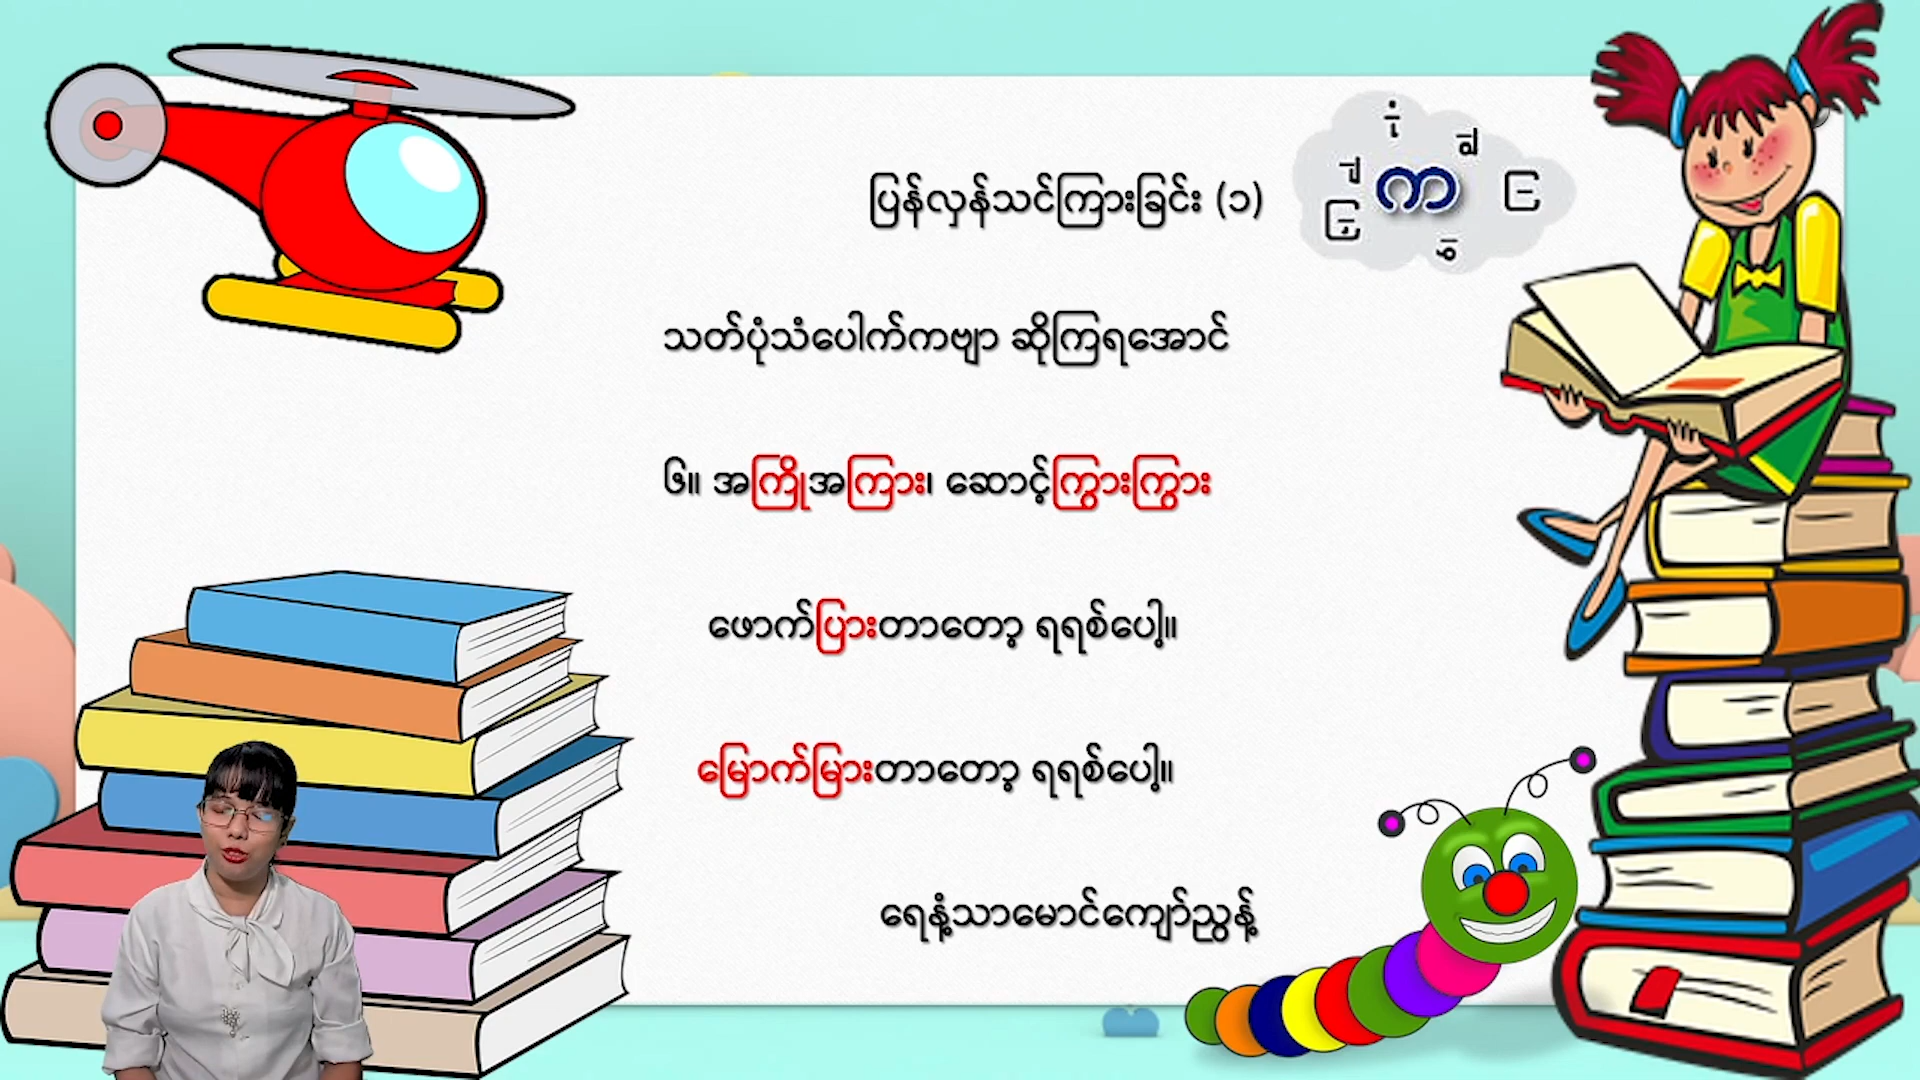 ပြန်လှန်သင်ကြားခြင်း (၁)
က
သတ်ပုံသံပေါက်ကဗျာ ဆိုကြရအောင်
၆။ အကြိုအကြား၊ ဆောင့်ကြွားကြွား
ဖောက်ပြားတာတော့ ရရစ်ပေါ့။
မြောက်မြားတာတော့ ရရစ်ပေါ့။
ရေနံ့သာမောင်ကျော်ညွန့်